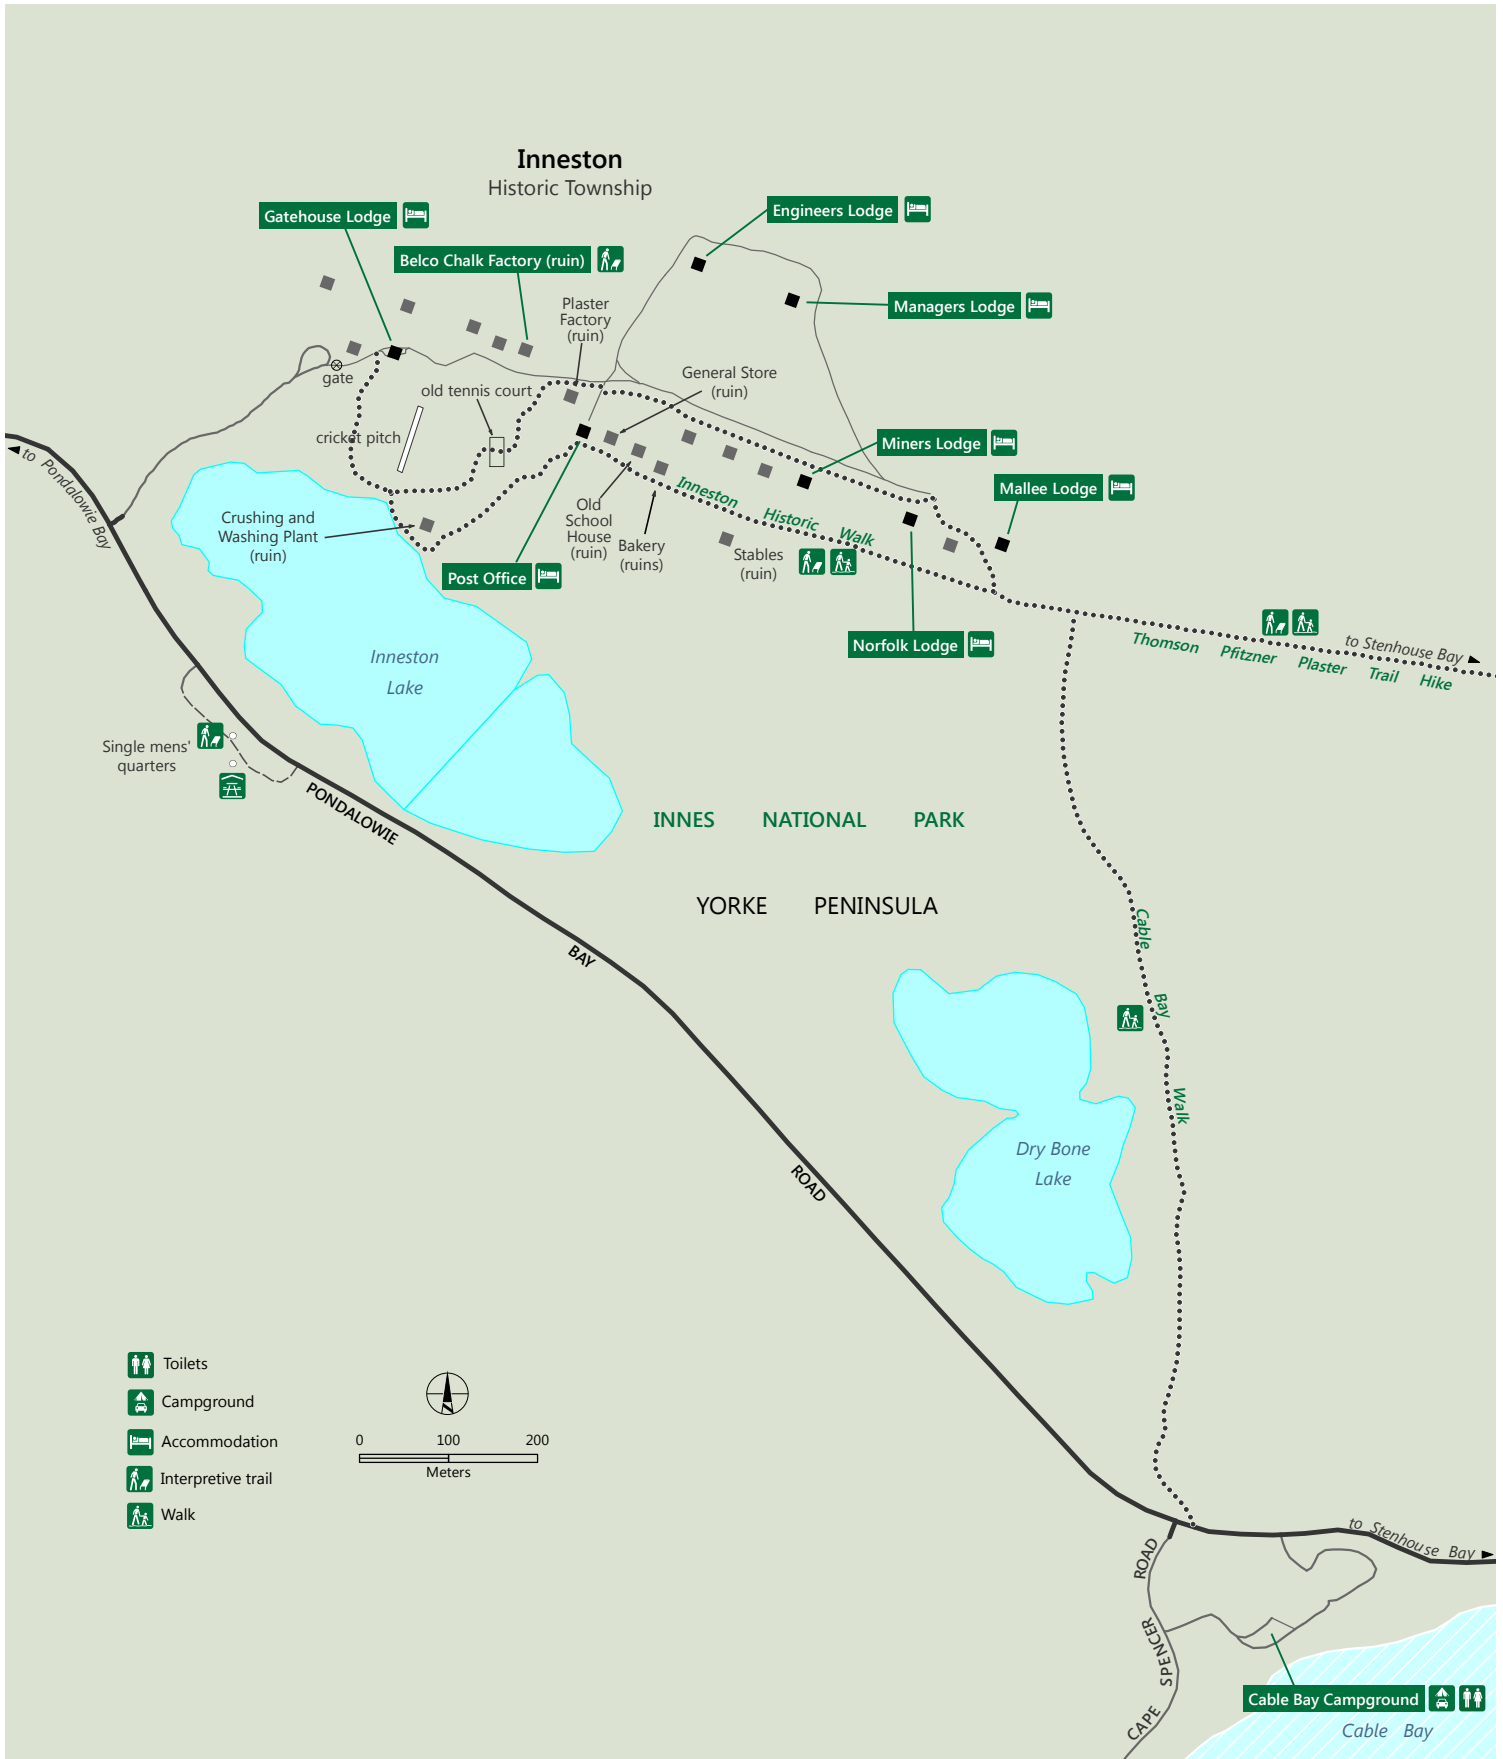 Inneston
Historic Township
Gatehouse Lodge
Engineers Lodge
Belco Chalk Factory (ruin)
Managers Lodge
Plaster
Factory
(ruin)
General Store
(ruin)
gate
old tennis court
cricket pitch
Miners Lodge
to Pondalowie Bay
Mallee Lodge
Inneston Historic Walk
Crushing and
Washing Plant
(ruin)
Old
School
House
(ruin)
Bakery
(ruins)
Stables
(ruin)
Post Office
Norfolk Lodge
to Stenhouse Bay
Thomson Pfitzner Plaster Trail Hike
Inneston
Lake
Single mens'
quarters
PONDALOWIE BAY ROAD
INNES NATIONAL PARK
YORKE PENINSULA
Cable Bay Walk
Dry Bone
Lake
Toilets
Campground
Accommodation
Interpretive trail
Walk
0 100 200
Meters
to Stenhouse Bay
CAPE SPENCER ROAD
Cable Bay Campground
Cable Bay